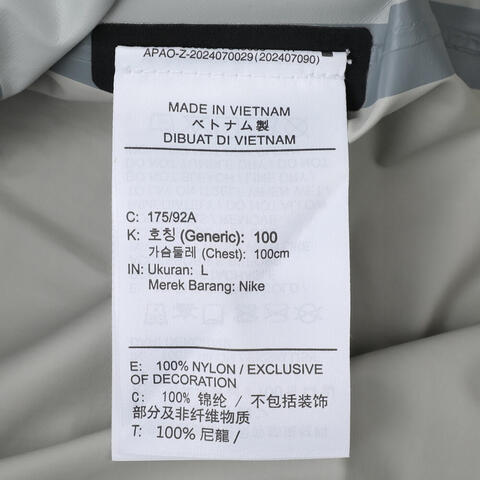 APAO-Z-2024070029(202407090)
MADE IN VIETNAM
ベトナム製
DIBUAT DI VIETNAM
C: 175/92A
K: 호칭 (Generic): 100
가슴둘레 (Chest): 100cm
IN: Ukuran: L
Merek Barang: Nike
E: 100% NYLON / EXCLUSIVE
OF DECORATION
C: 100% 锦纶 / 不包括装饰
部分及非纤维物质
T: 100% 尼龍 /